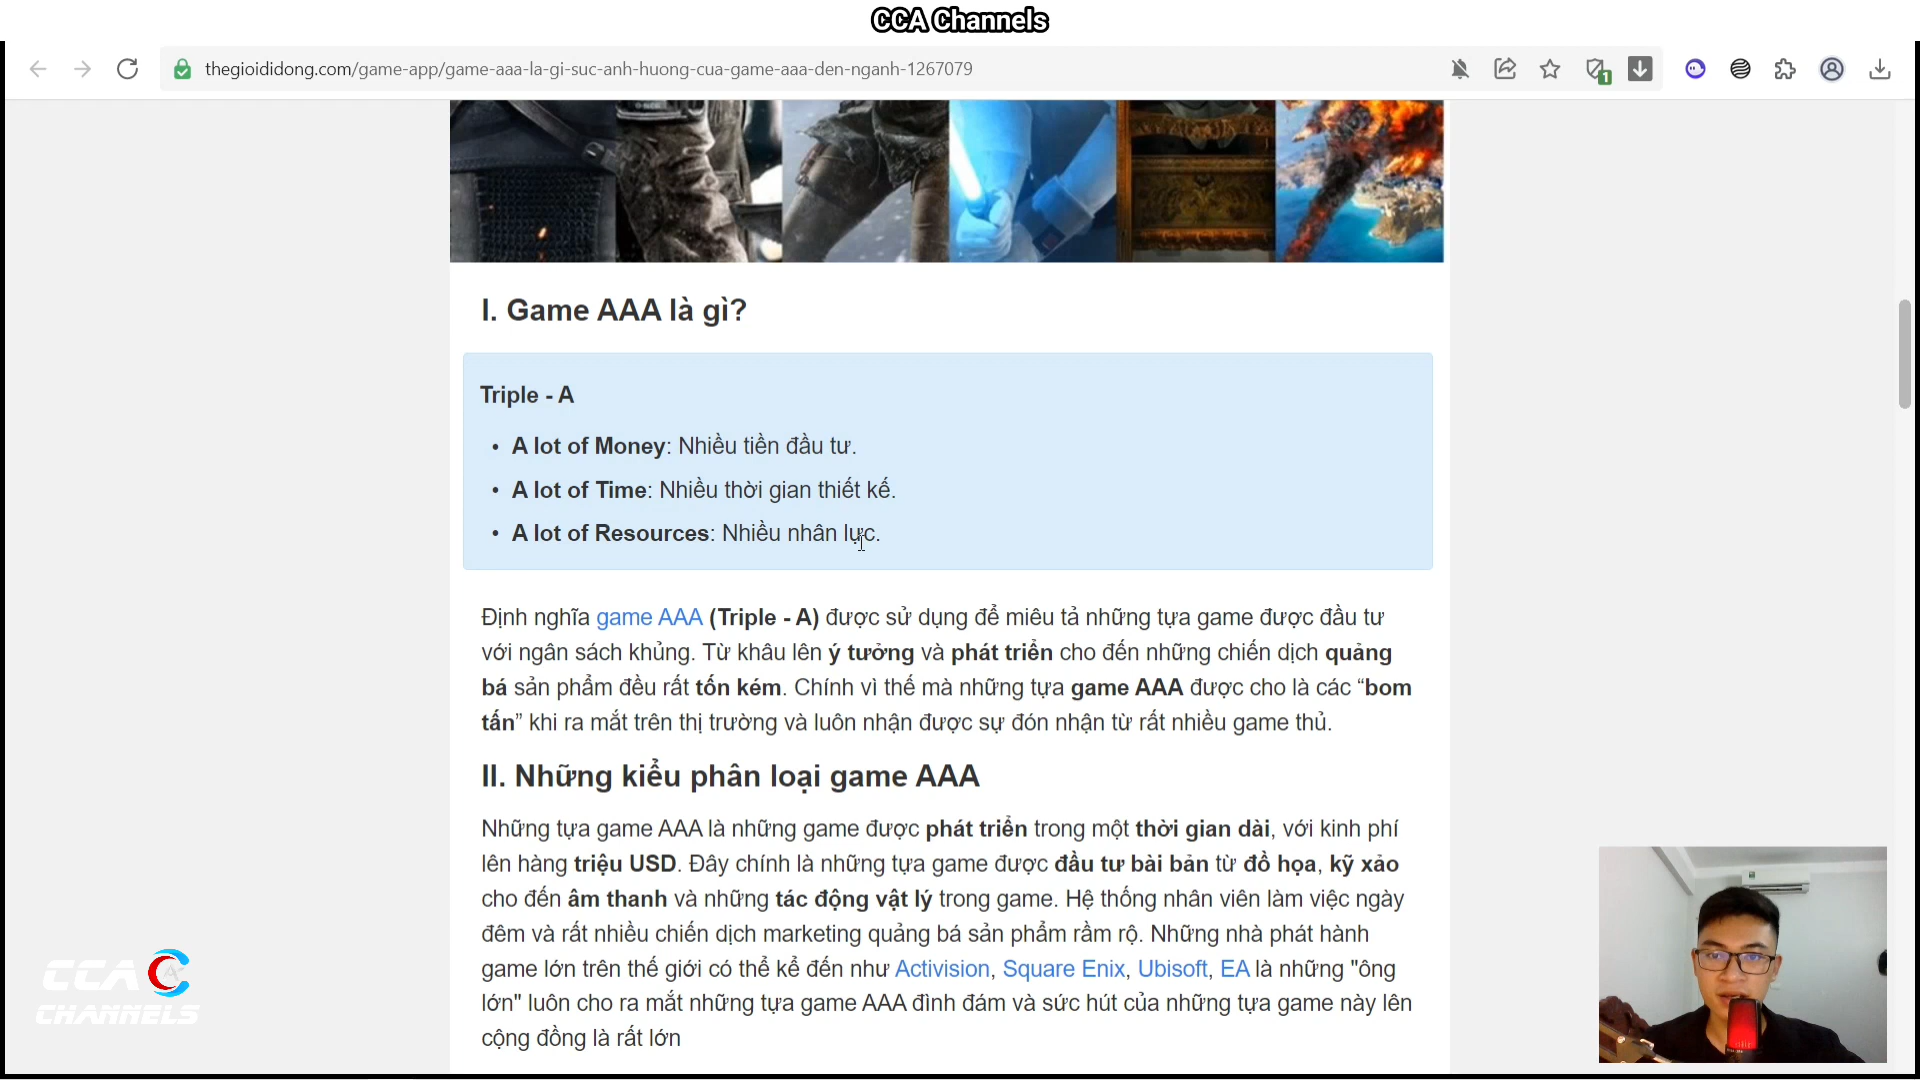 CCA Channels
thegioididong.com/game-app/game-aaa-la-gi-suc-anh-huong-cua-game-aaa-den-nganh-1267079
1
I. Game AAA là gì?
Triple - A
• A lot of Money: Nhiều tiền đầu tư.
• A lot of Time: Nhiều thời gian thiết kế.
• A lot of Resources: Nhiều nhân lực.
Định nghĩa game AAA (Triple - A) được sử dụng để miêu tả những tựa game được đầu tư
với ngân sách khủng. Từ khâu lên ý tưởng và phát triển cho đến những chiến dịch quảng
bá sản phẩm đều rất tốn kém. Chính vì thế mà những tựa game AAA được cho là các “bom
tấn” khi ra mắt trên thị trường và luôn nhận được sự đón nhận từ rất nhiều game thủ.
II. Những kiểu phân loại game AAA
Những tựa game AAA là những game được phát triển trong một thời gian dài, với kinh phí
lên hàng triệu USD. Đây chính là những tựa game được đầu tư bài bản từ đồ họa, kỹ xảo
cho đến âm thanh và những tác động vật lý trong game. Hệ thống nhân viên làm việc ngày
đêm và rất nhiều chiến dịch marketing quảng bá sản phẩm rầm rộ. Những nhà phát hành
game lớn trên thế giới có thể kể đến như Activision, Square Enix, Ubisoft, EA là những "ông
lớn" luôn cho ra mắt những tựa game AAA đình đám và sức hút của những tựa game này lên
cộng đồng là rất lớn
CCA
CHANNELS